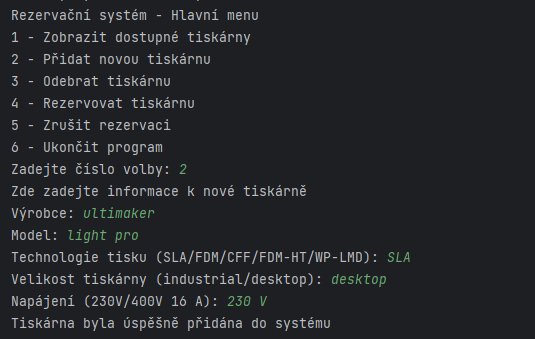 Rezervační systém - Hlavní menu
1 - Zobrazit dostupné tiskárny
2 - Přidat novou tiskárnu
3 - Odebrat tiskárnu
4 - Rezervovat tiskárnu
5 - Zrušit rezervaci
6 - Ukončit program
Zadejte číslo volby: 2
Zde zadejte informace k nové tiskárně
Výrobce: ultimaker
Model: light pro
Technologie tisku (SLA/FDM/CFF/FDM-HT/WP-LMD): SLA
Velikost tiskárny (industrial/desktop): desktop
Napájení (230V/400V 16 A): 230 V
Tiskárna byla úspěšně přidána do systému